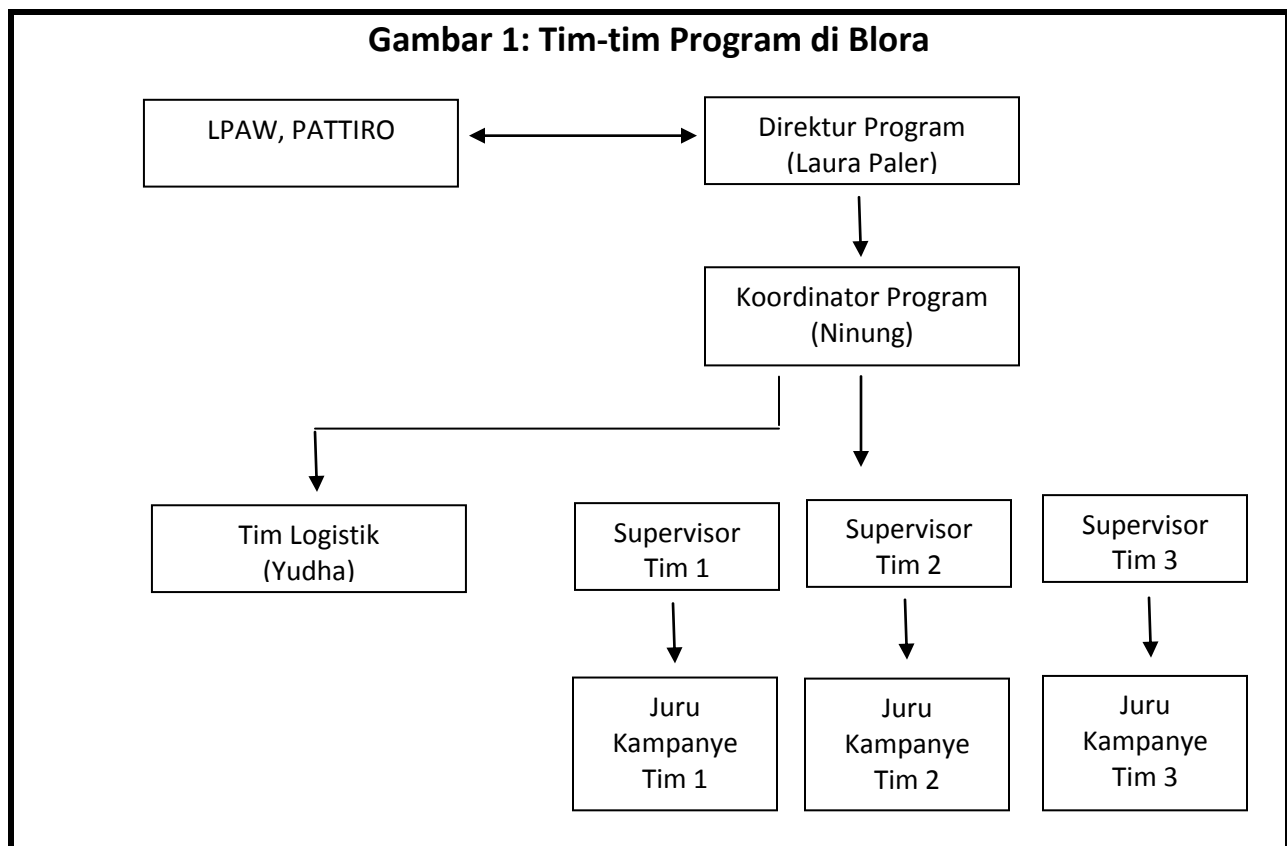 Gambar 1: Tim-tim Program di Blora
LPAW, PATTIRO
Direktur Program
(Laura Paler)
Koordinator Program
(Ninung)
Tim Logistik
(Yudha)
Supervisor
Tim 1
Supervisor
Tim 2
Supervisor
Tim 3
Juru
Kampanye
Tim 1
Juru
Kampanye
Tim 2
Juru
Kampanye
Tim 3